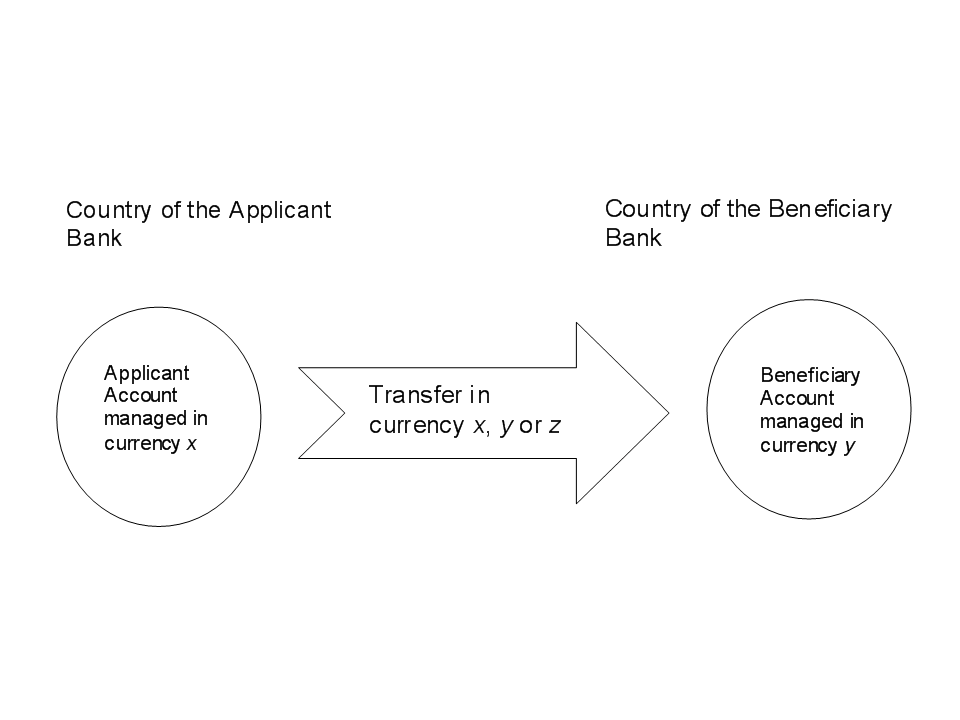 Country of the Applicant
Bank
Country of the Beneficiary
Bank
Applicant
Account
managed in
currency x
Transfer in
currency x, y or z
Beneficiary
Account
managed in
currency y